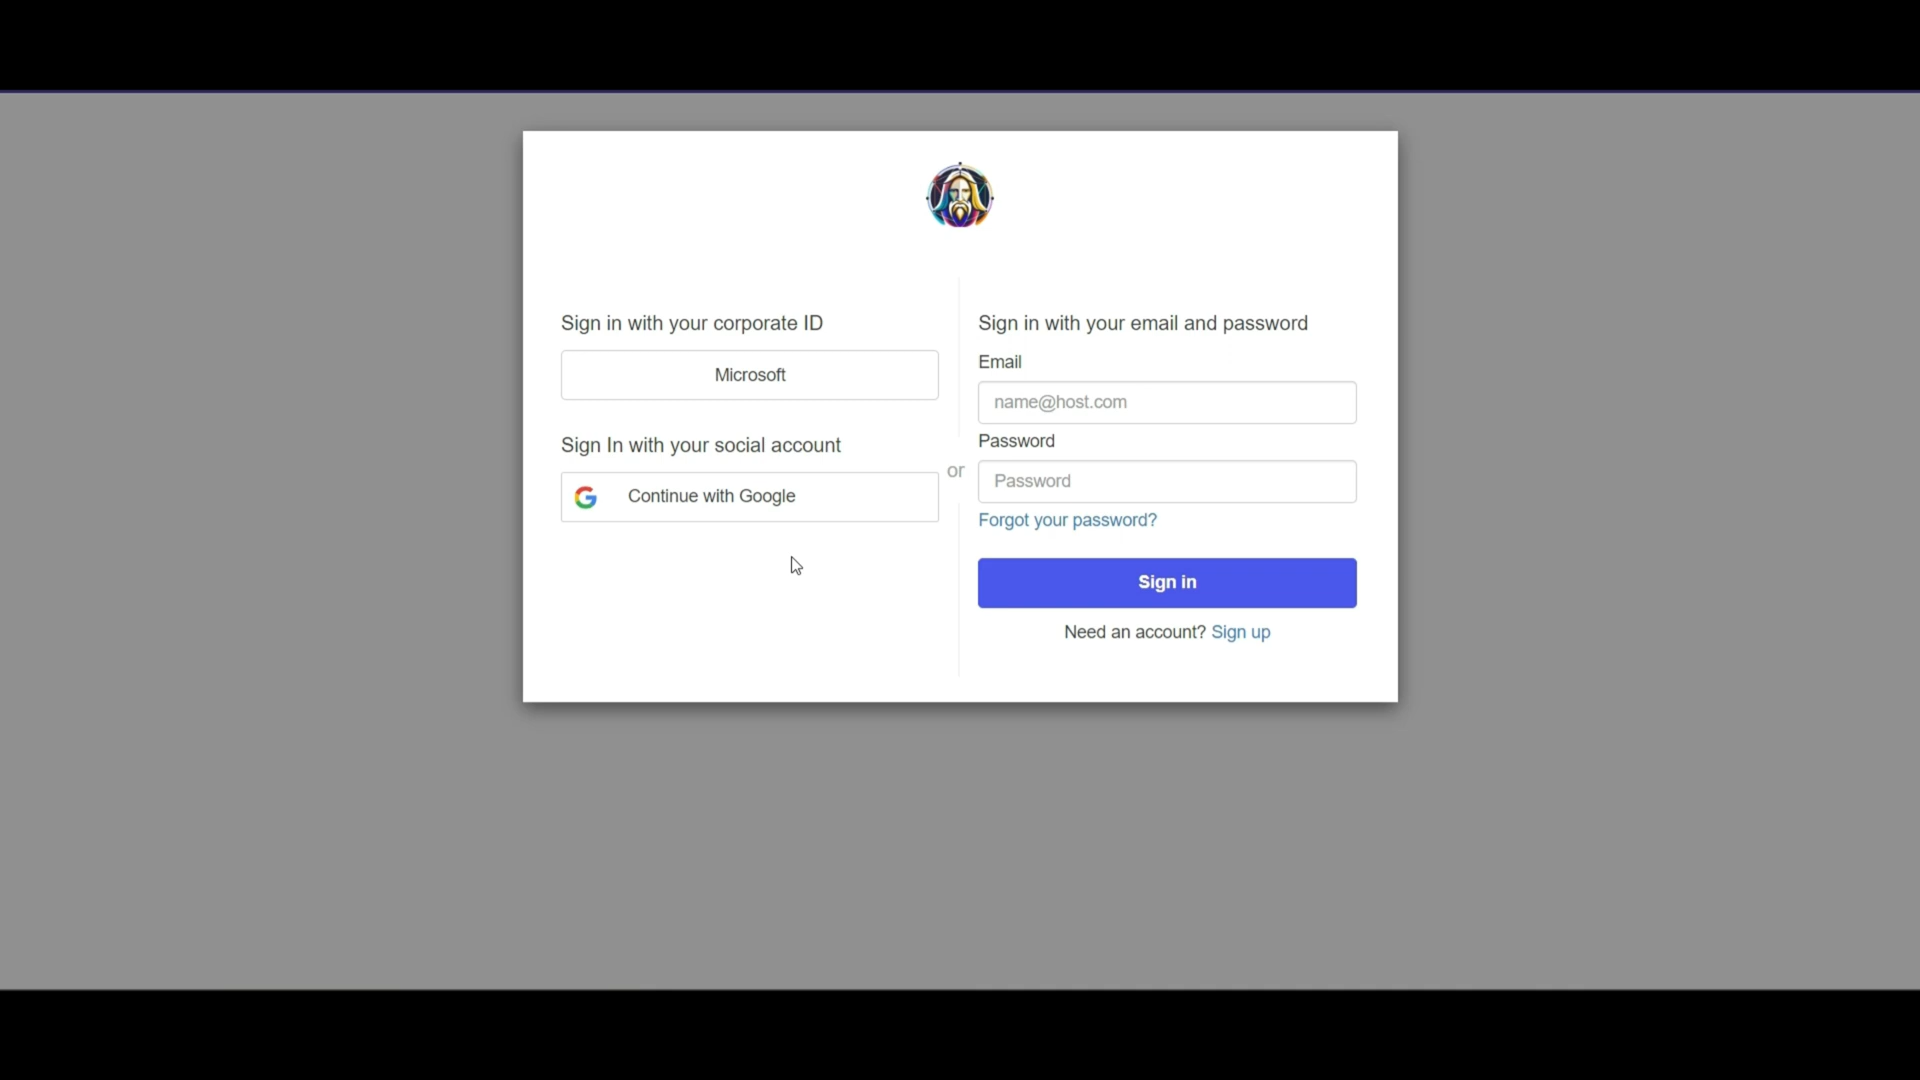 Sign in with your corporate ID
Microsoft
Sign In with your social account
Continue with Google
or
Sign in with your email and password
Email
name@host.com
Password
Password
Forgot your password?
Sign in
Need an account? Sign up